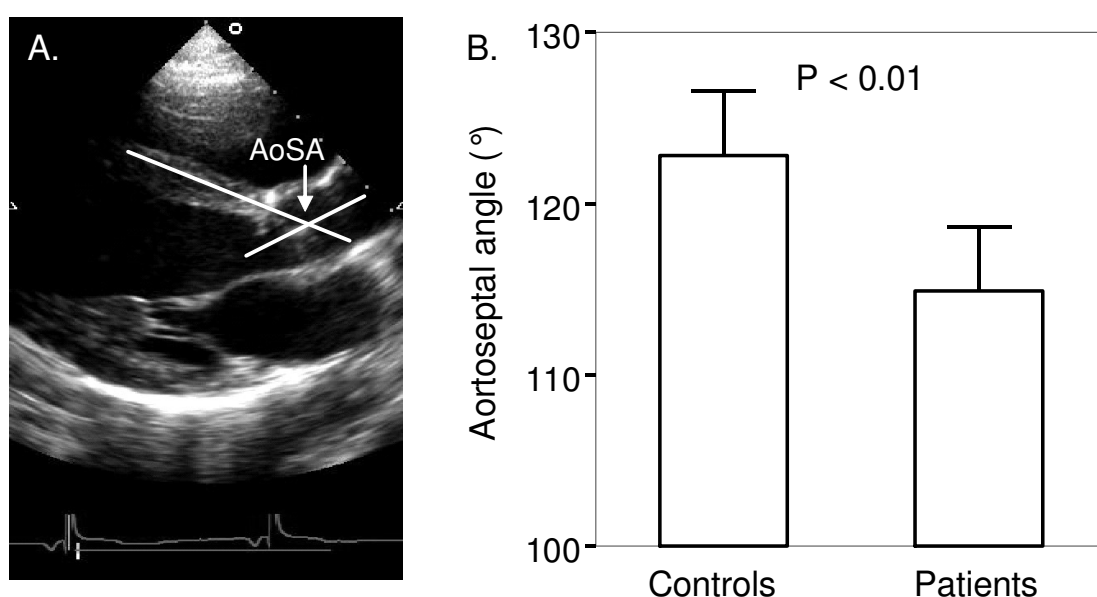 A.
AoSA
B.
130
120
110
100
Aortoseptal angle (°)
P < 0.01
Controls
Patients